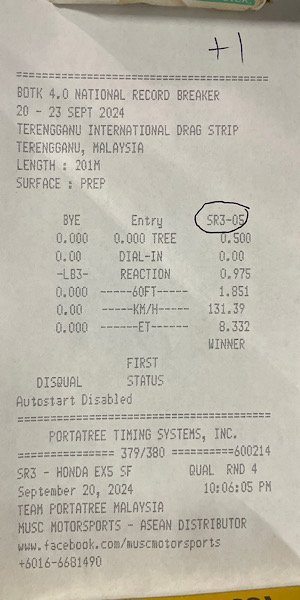 +1
========================================
BOTK 4.0 NATIONAL RECORD BREAKER
20 - 23 SEPT 2024
TERENGGANU INTERNATIONAL DRAG STRIP
TERENGGANU, MALAYSIA
LENGTH : 201M
SURFACE : PREP
BYE Entry SR3-05
0.000 0.000 TREE 0.500
0.00 DIAL-IN 0.00
-LB3- REACTION 0.975
0.000 -----60FT----- 1.851
0.00 -----KM/H----- 131.39
0.000 ------ET------ 8.332
WINNER
FIRST
DISQUAL STATUS
Autostart Disabled
========================================
PORTATREE TIMING SYSTEMS, INC.
=============== 379/380 ==========600214
SR3 - HONDA EX5 SF QUAL RND 4
September 20, 2024 10:06:05 PM
TEAM PORTATREE MALAYSIA
MUSC MOTORSPORTS - ASEAN DISTRIBUTOR
www.facebook.com/muscmotorsports
+6016-6681490